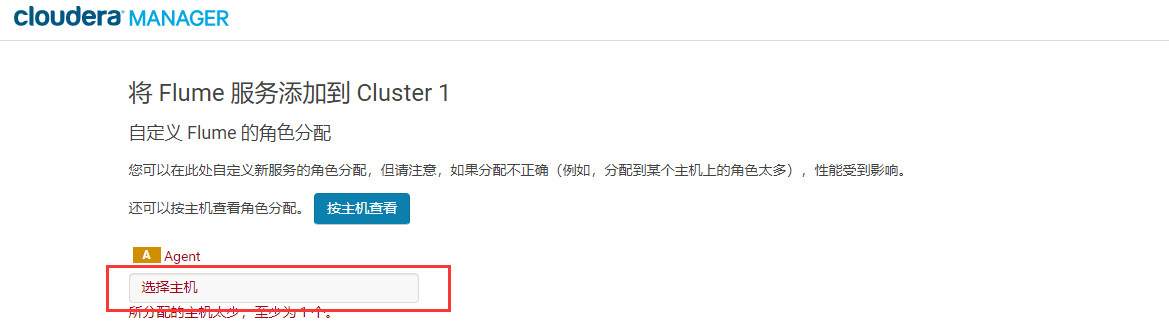 cloudera MANAGER
将 Flume 服务添加到 Cluster 1
自定义 Flume 的角色分配
您可以在此处自定义新服务的角色分配，但请注意，如果分配不正确（例如，分配到某个主机上的角色太多），性能受到影响。
还可以按主机查看角色分配。 按主机查看
A Agent
选择主机
所分配的主机太少，至少为 1 个。